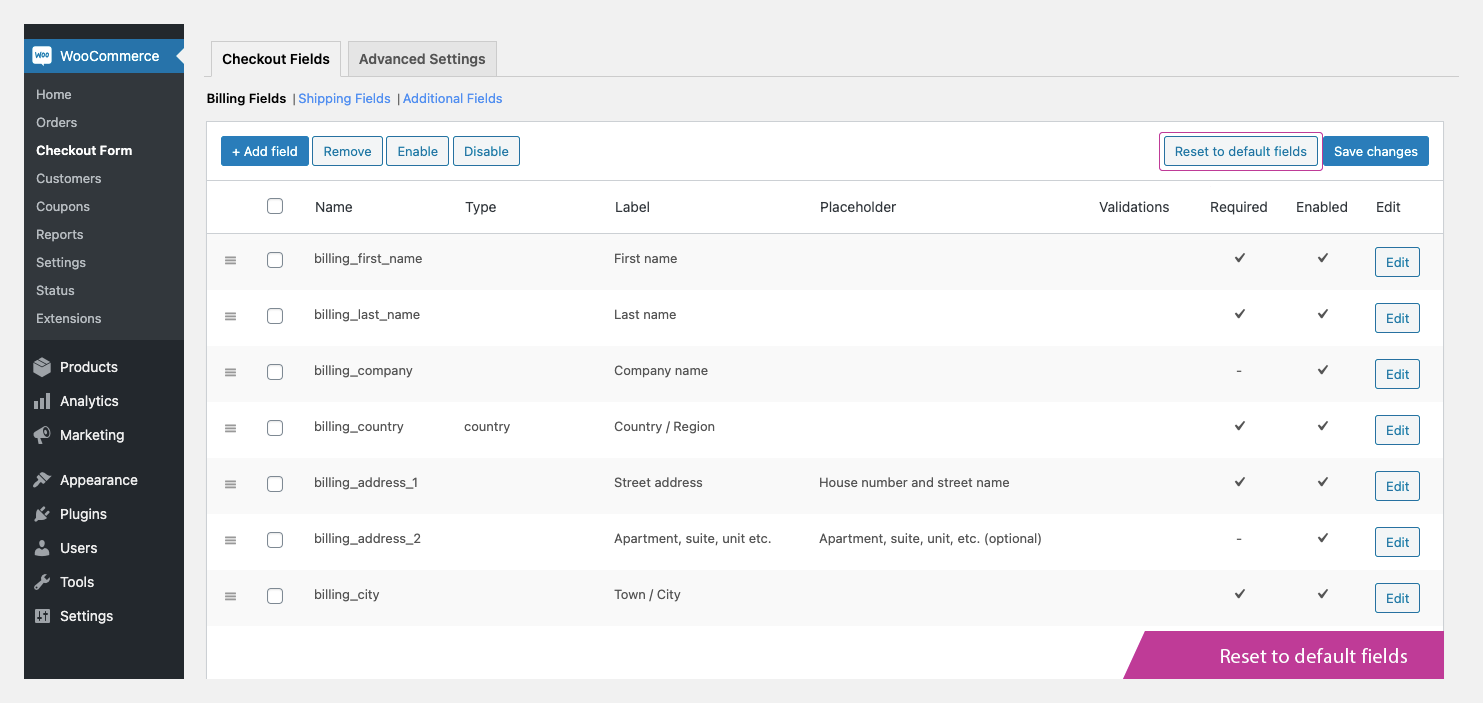 WOO WooCommerce
Home
Orders
Checkout Form
Customers
Coupons
Reports
Settings
Status
Extensions
Products
Analytics
Marketing
Appearance
Plugins
Users
Tools
Settings
Checkout Fields Advanced Settings
Billing Fields | Shipping Fields | Additional Fields
+ Add field Remove Enable Disable Reset to default fields Save changes
Name Type Label Placeholder Validations Required Enabled Edit
billing_first_name First name ✓ ✓ Edit
billing_last_name Last name ✓ ✓ Edit
billing_company Company name - ✓ Edit
billing_country country Country / Region ✓ ✓ Edit
billing_address_1 Street address House number and street name ✓ ✓ Edit
billing_address_2 Apartment, suite, unit etc. Apartment, suite, unit, etc. (optional) - ✓ Edit
billing_city Town / City ✓ ✓ Edit
Reset to default fields